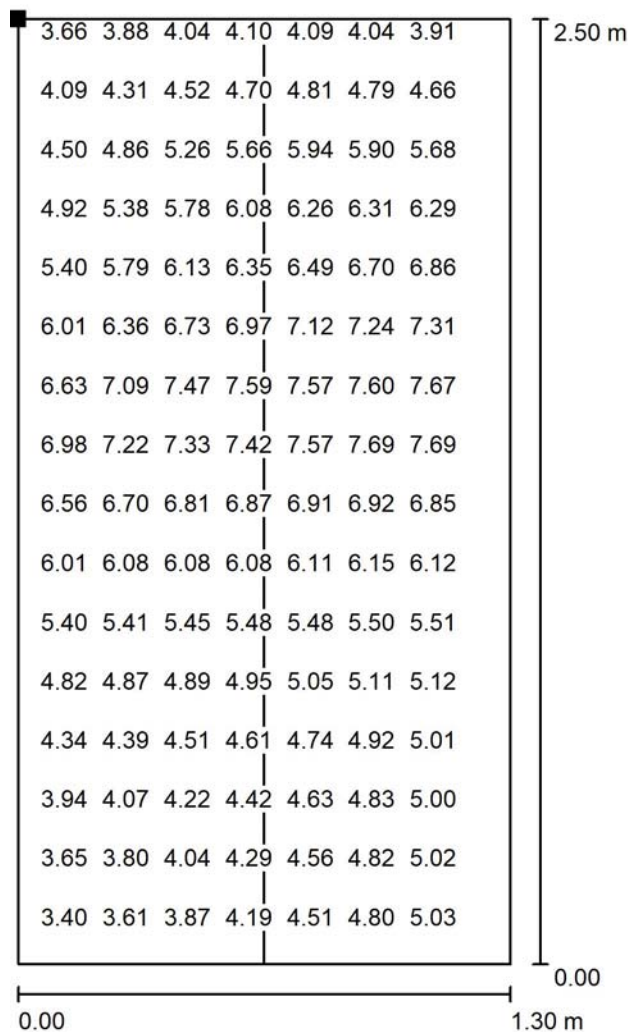 3.66 3.88 4.04 4.10 4.09 4.04 3.91
2.50 m
4.09 4.31 4.52 4.70 4.81 4.79 4.66
4.50 4.86 5.26 5.66 5.94 5.90 5.68
4.92 5.38 5.78 6.08 6.26 6.31 6.29
5.40 5.79 6.13 6.35 6.49 6.70 6.86
6.01 6.36 6.73 6.97 7.12 7.24 7.31
6.63 7.09 7.47 7.59 7.57 7.60 7.67
6.98 7.22 7.33 7.42 7.57 7.69 7.69
6.56 6.70 6.81 6.87 6.91 6.92 6.85
6.01 6.08 6.08 6.08 6.11 6.15 6.12
5.40 5.41 5.45 5.48 5.48 5.50 5.51
4.82 4.87 4.89 4.95 5.05 5.11 5.12
4.34 4.39 4.51 4.61 4.74 4.92 5.01
3.94 4.07 4.22 4.42 4.63 4.83 5.00
3.65 3.80 4.04 4.29 4.56 4.82 5.02
3.40 3.61 3.87 4.19 4.51 4.80 5.03
0.00
0.00 1.30 m